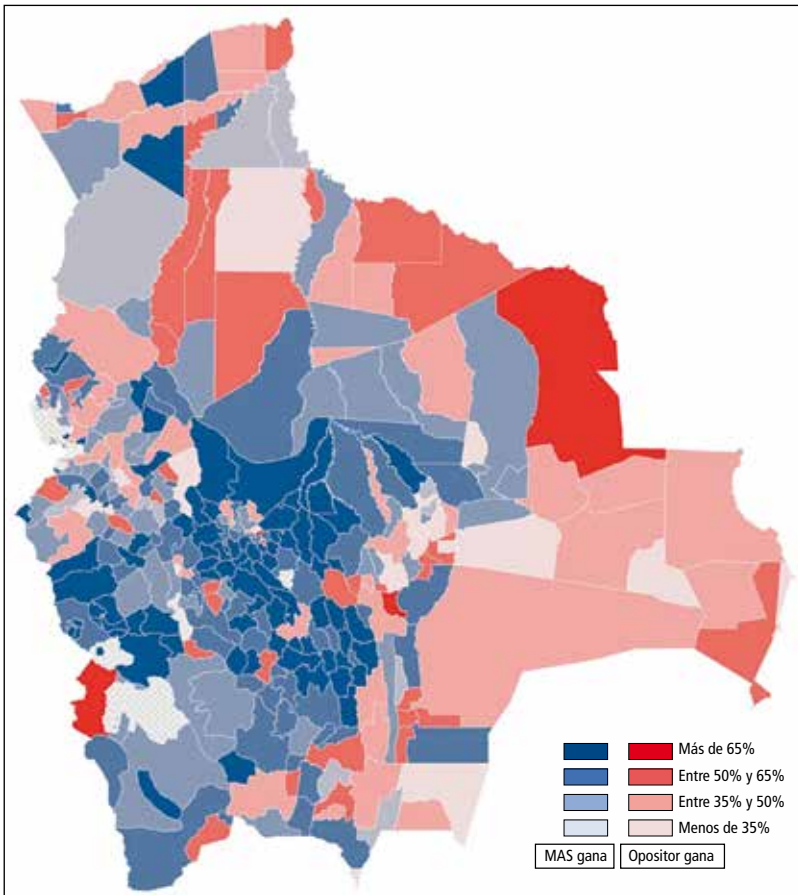 Más de 65%
Entre 50% y 65%
Entre 35% y 50%
Menos de 35%
MAS gana Opositor gana